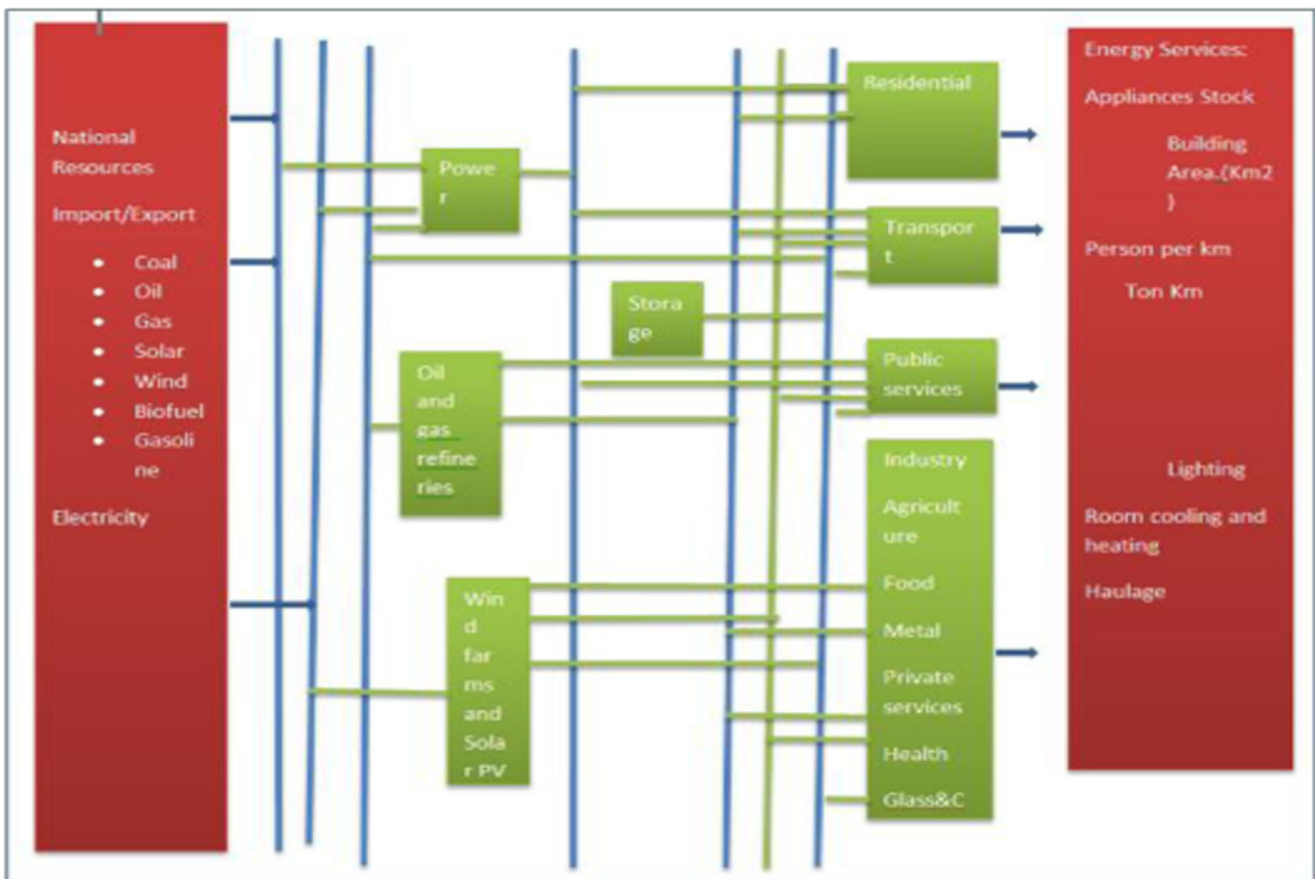 National
Resources
Import/Export
Coal
Oil
Gas
Solar
Wind
Biofuel
Gasoli
ne
Electricity
Powe
r
Stora
ge
Oil
and
gas
refine
ries
Win
d
far
ms
and
Sola
r PV
Residential
Transpor
t
Public
services
Industry
Agricult
ure
Food
Metal
Private
services
Health
Glass&C
Energy Services:
Appliances Stock
Building
Area.(Km2
)
Person per km
Ton Km
Lighting
Room cooling and
heating
Haulage